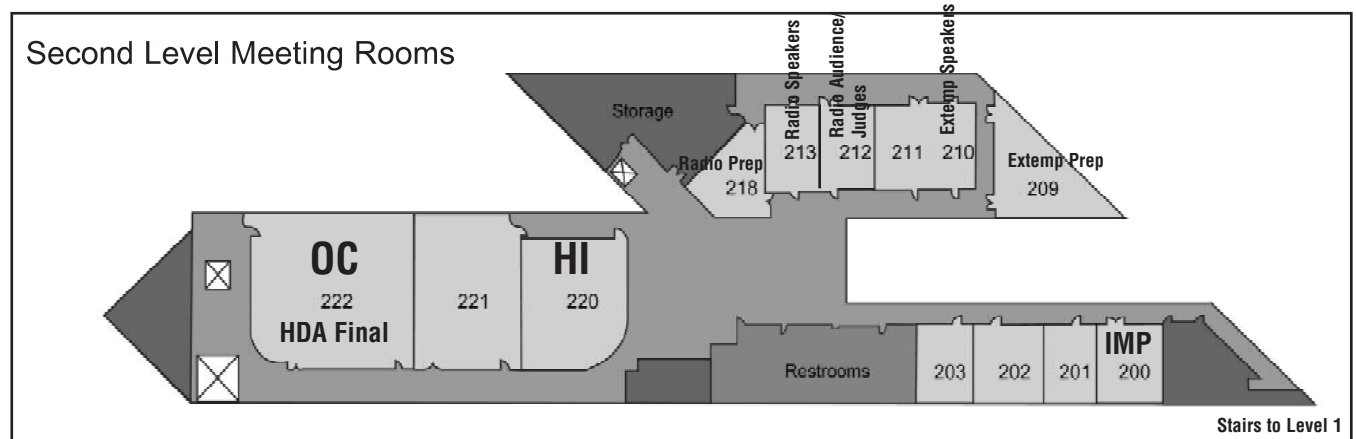 Second Level Meeting Rooms
Storage
Radio Speakers
Radio Audience/
Judges
Extemp Speakers
Radio Prep
218
213
212
211
210
Extemp Prep
209
OC
222
HDA Final
221
HI
220
Restrooms
203
202
201
IMP
200
Stairs to Level 1